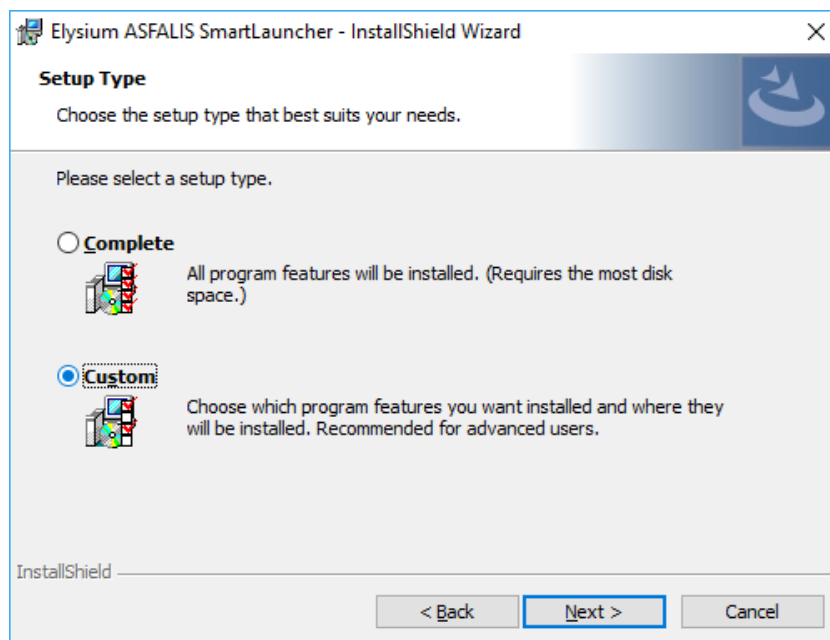 Elysium ASFALIS SmartLauncher - InstallShield Wizard
Setup Type
Choose the setup type that best suits your needs.
Please select a setup type.
Complete
All program features will be installed. (Requires the most disk
space.)
Custom
Choose which program features you want installed and where they
will be installed. Recommended for advanced users.
InstallShield
< Back
Next >
Cancel